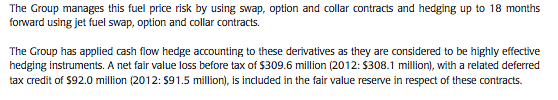 The Group manages this fuel price risk by using swap, option and collar contracts and hedging up to 18 months
forward using jet fuel swap, option and collar contracts.
The Group has applied cash flow hedge accounting to these derivatives as they are considered to be highly effective
hedging instruments. A net fair value loss before tax of $309.6 million (2012: $308.1 million), with a related deferred
tax credit of $92.0 million (2012: $91.5 million), is included in the fair value reserve in respect of these contracts.